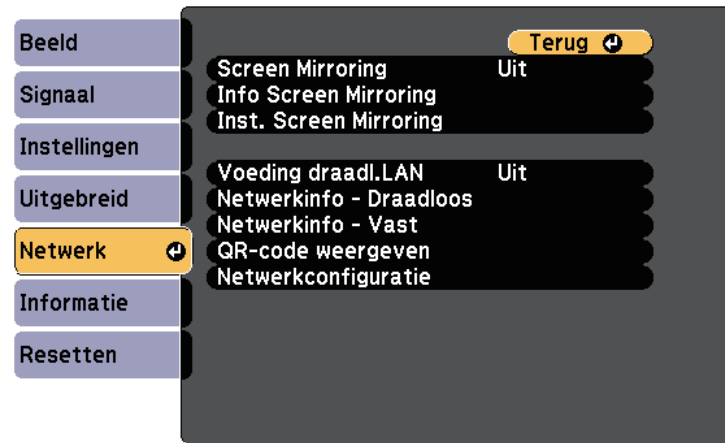 Beeld
Signaal
Instellingen
Uitgebreid
Netwerk
Informatie
Resetten
Terug
Screen Mirroring Uit
Info Screen Mirroring
Inst. Screen Mirroring
Voeding draadl.LAN Uit
Netwerkinfo - Draadloos
Netwerkinfo - Vast
QR-code weergeven
Netwerkconfiguratie